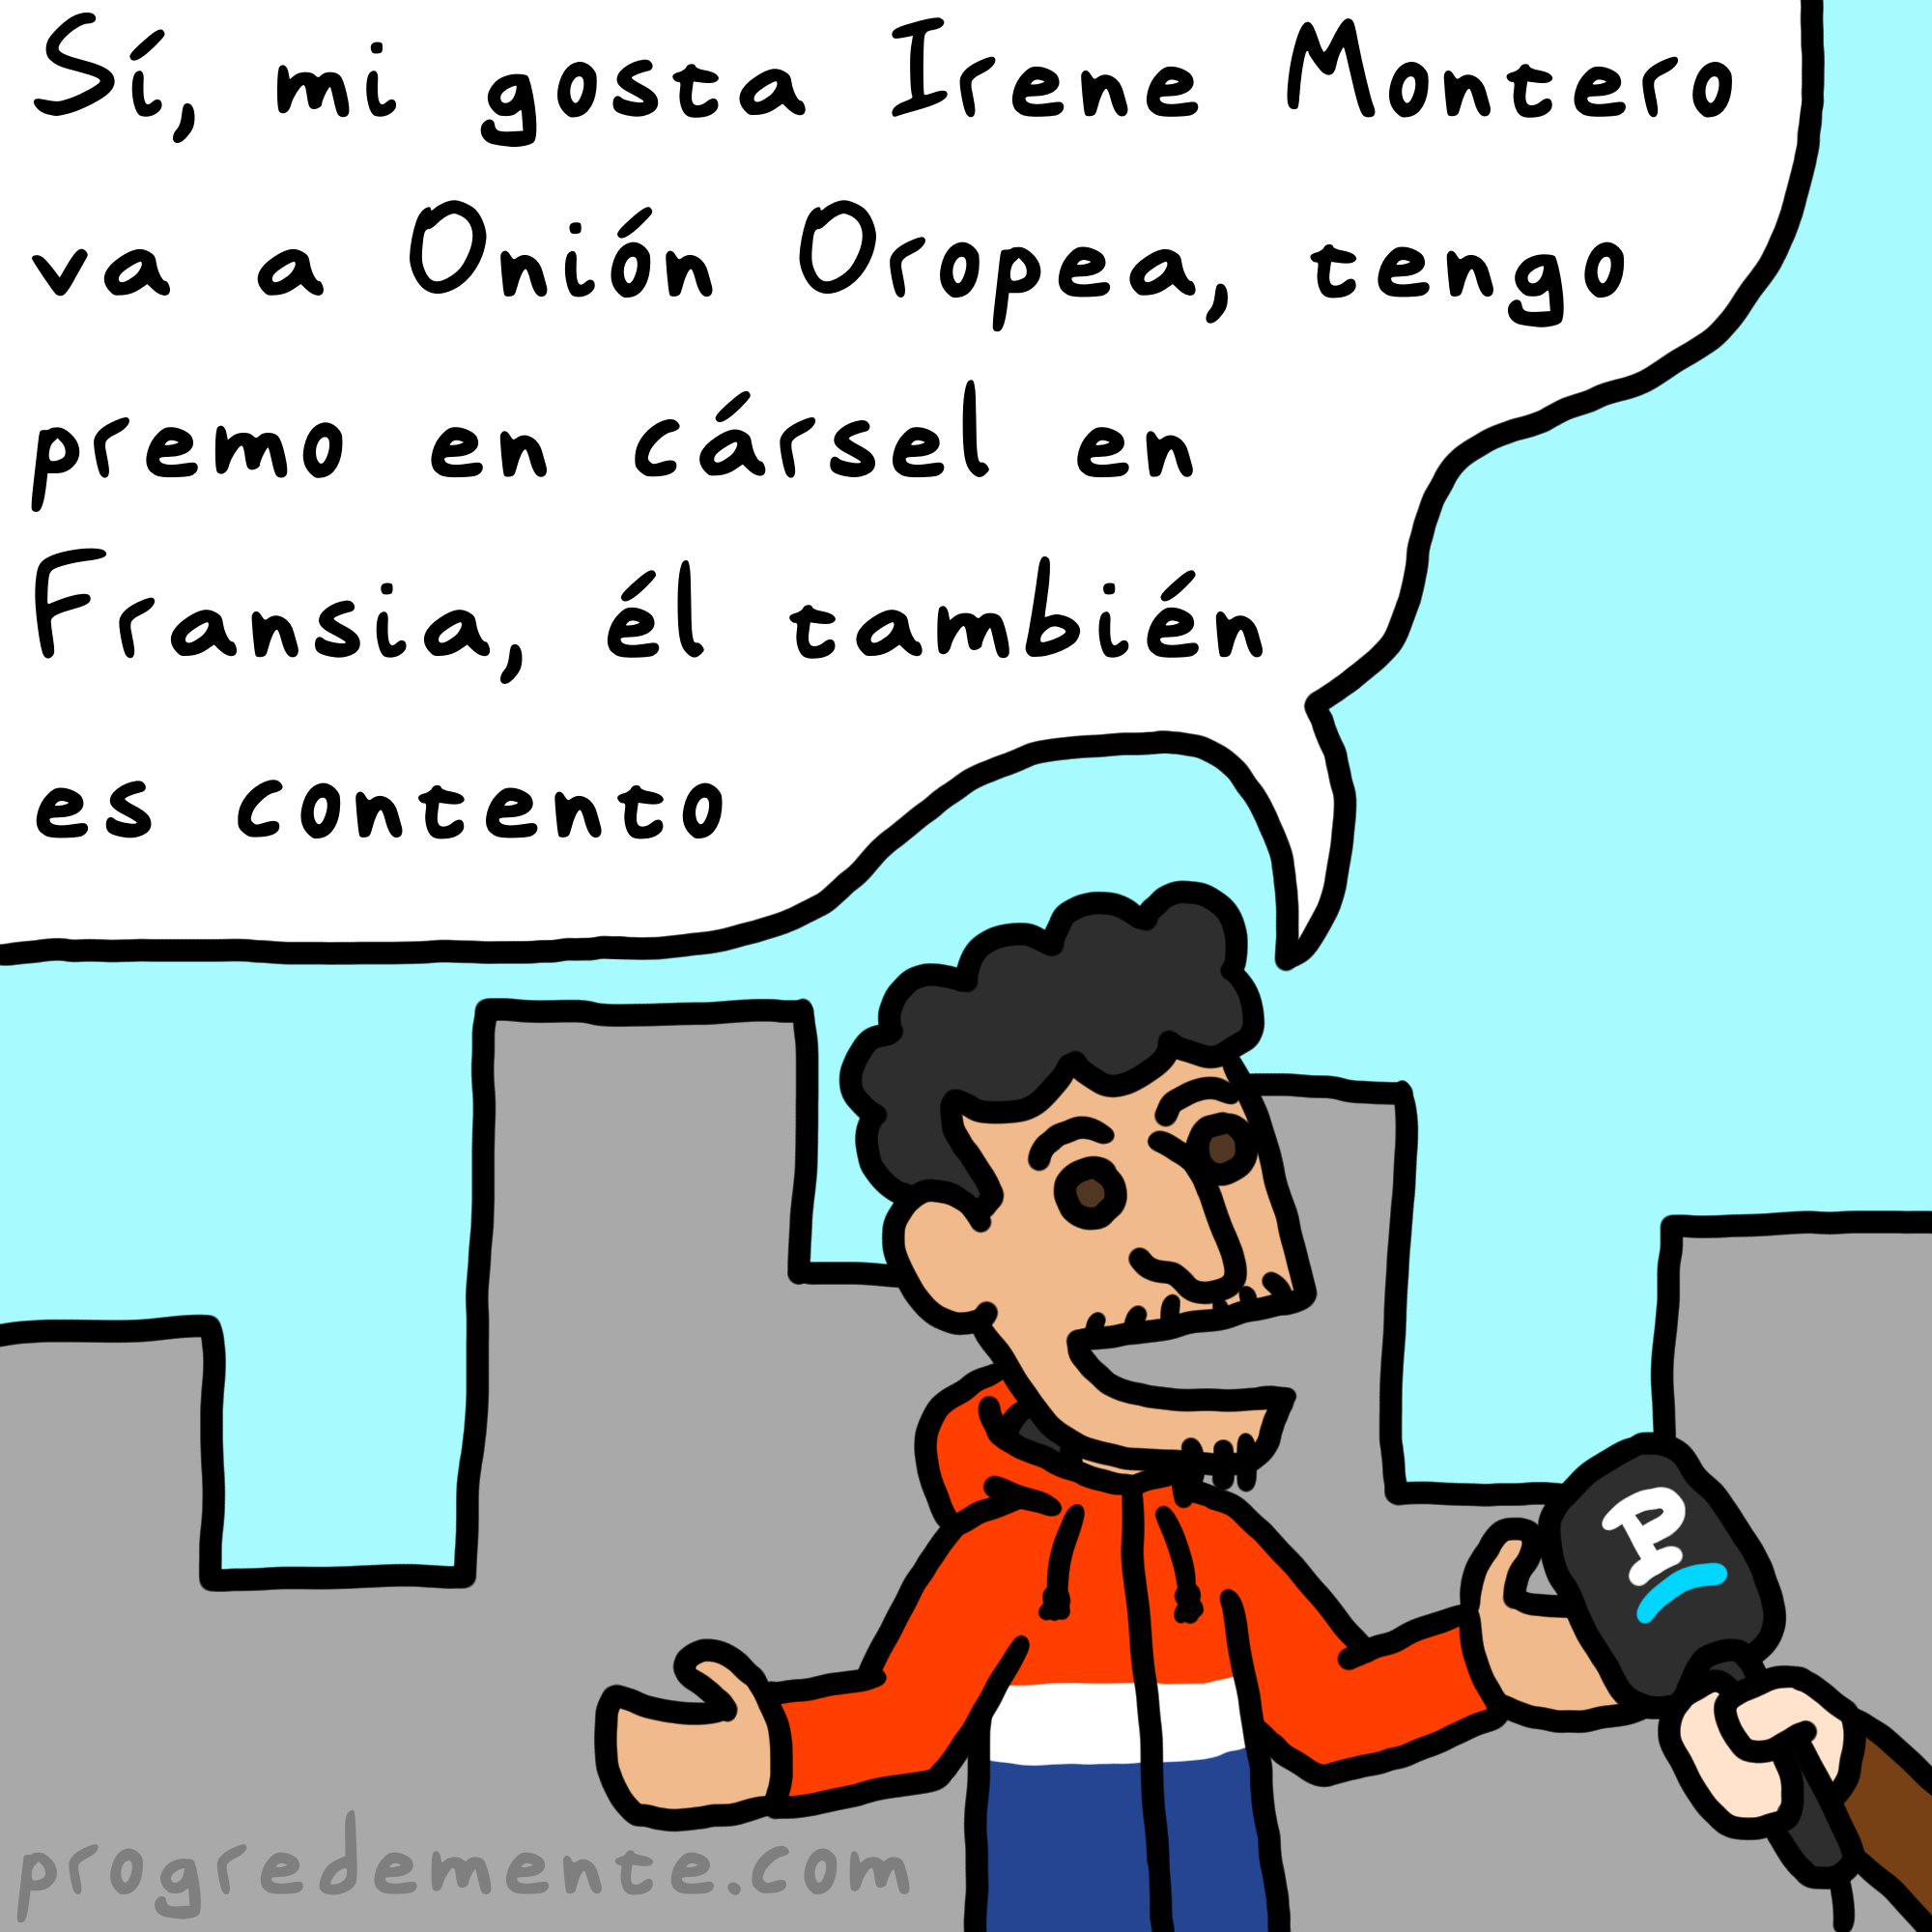 Sí, mi gosta Irene Montero
va a Onión Oropea, tengo
premo en cársel en
Fransia, él también
es contento
progredemente.com